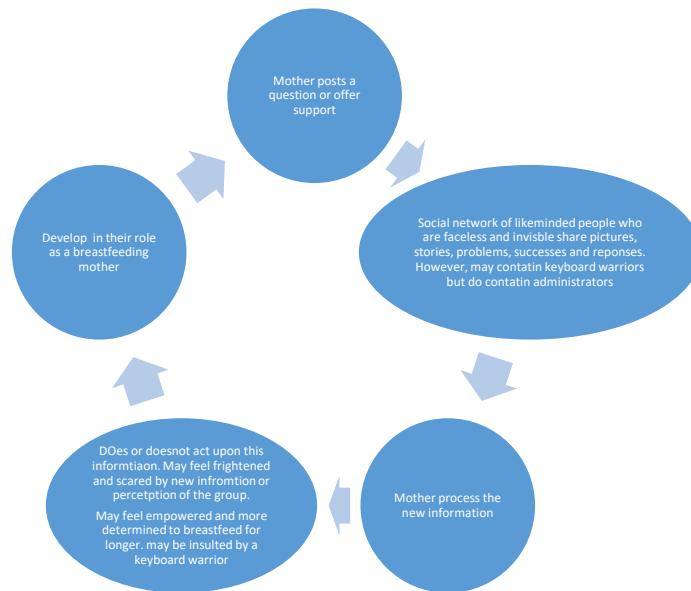 Mother posts a
question or offer
support
Social network of likeminded people who
are faceless and invisble share pictures,
stories, problems, successes and reponses.
However, may contatin keyboard warriors
but do contatin administrators
Mother process the
new information
DOes or doesnot act upon this
informtiaon. May feel frightened
and scared by new infromtion or
percetption of the group.
May feel empowered and more
determined to breastfeed for
longer. may be insulted by a
keyboard warrior
Develop in their role
as a breastfeeding
mother